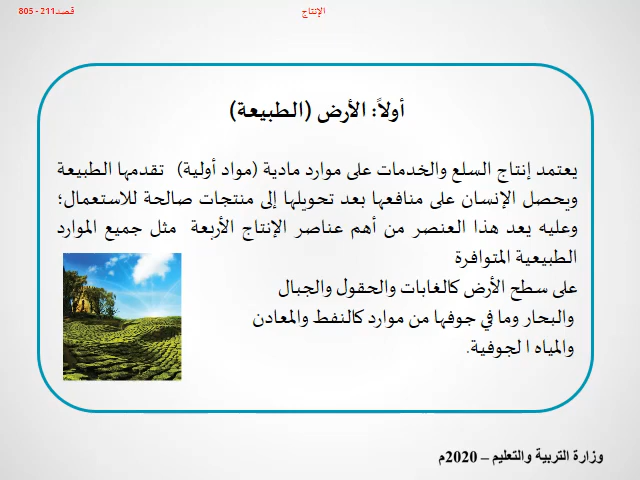 الإنتاج
قصد211 - 805
أولاً: الأرض (الطبيعة)
يعتمد إنتاج السلع والخدمات على موارد مادية (مواد أولية) تقدمها الطبيعة
ويحصل الإنسان على منافعها بعد تحويلها إلى منتجات صالحة للاستعمال؛
وعليه يعد هذا العنصر من أهم عناصر الإنتاج الأربعة مثل جميع الموارد
الطبيعية المتوافرة
على سطح الأرض كالغابات والحقول والجبال
والبحار وما في جوفها من موارد كالنفط والمعادن
والمياه ا لجوفية.
وزارة التربية والتعليم – 2020م